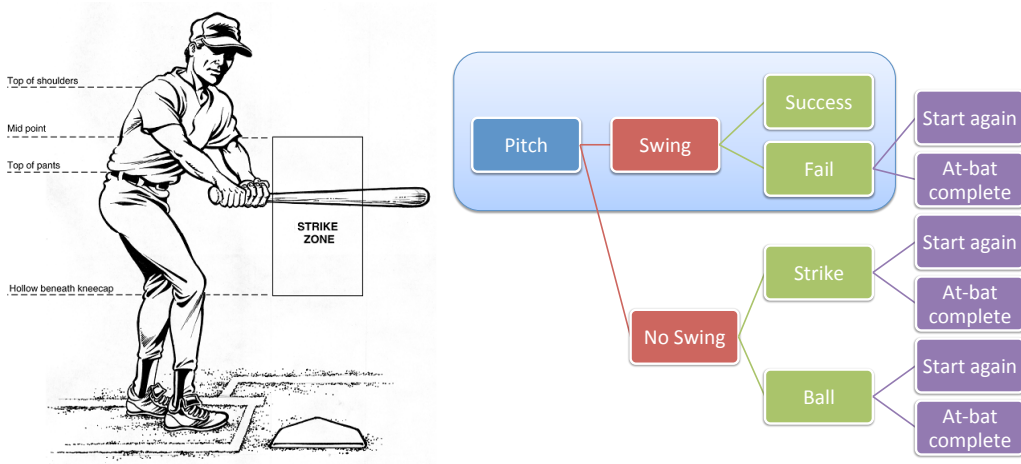 Top of shoulders
Mid point
Top of pants
STRIKE
ZONE
Hollow beneath kneecap
Pitch
Swing
Success
Fail
Start again
At-bat
complete
No Swing
Strike
Start again
At-bat
complete
Ball
Start again
At-bat
complete